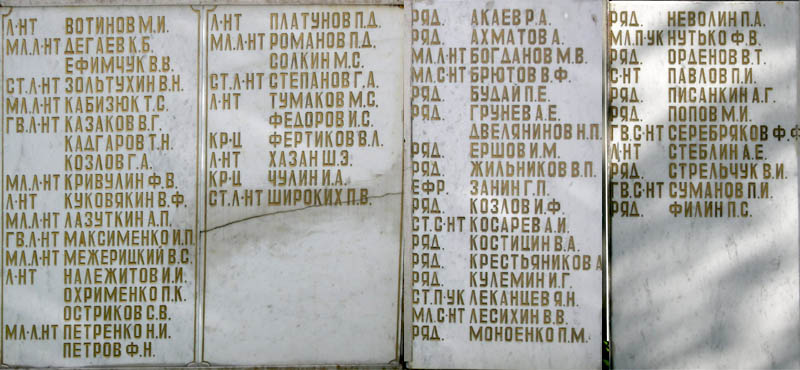 Л-НТ ВОТИНОВ М.И.
МЛ.Л-НТ ДЕГАЕВ К.Б.
ЕФИМЧУК В.В.
СТ.Л-НТ ЗОЛЬТУХИН В.Н.
МЛ.Л-НТ КАБИЗЮК Т.С.
ГВ.Л-НТ КАЗАКОВ В.Г.
КАДГАРОВ Т.Н.
КОЗЛОВ Г.А.
МЛ.Л-НТ КРИВУЛИН Ф.В.
Л-НТ КУКОВЯКИН В.Ф.
МЛ.Л-НТ ЛАЗУТКИН А.П.
ГВ.Л-НТ МАКСИМЕНКО И.П.
МЛ.Л-НТ МЕЖЕРИЦКИЙ В.С.
Л-НТ НАЛЕЖИТОВ И.И.
ОХРИМЕНКО П.К.
ОСТРИКОВ С.В.
МЛ.Л-НТ ПЕТРЕНКО Н.И.
ПЕТРОВ Ф.Н.
Л-НТ ПЛАТУНОВ П.Д.
МЛ.Л-НТ РОМАНОВ П.Д.
СОЛКИН М.С.
СТ.Л-НТ СТЕПАНОВ Г.А.
Л-НТ ТУМАКОВ М.С.
ФЕДОРОВ И.С.
КР-Ц ФЕРТИКОВ В.Л.
Л-НТ ХАЗАН Ш.Э.
КР-Ц ЧУЛИН И.А.
СТ.Л-НТ ШИРОКИХ П.В.
РЯД. АКАЕВ Р.А.
РЯД. АХМАТОВ А.
МЛ.Л-НТ БОГДАНОВ М.В.
МЛ.С-НТ БРЮТОВ В.Ф.
РЯД. БУДАЙ П.Е.
РЯД. ГРУНЕВ А.Е.
ДВЕЛЯНИНОВ Н.П.
РЯД. ЕРШОВ И.М.
РЯД. ЖИЛЬНИКОВ В.П.
ЕФР. ЗАНИН Г.П.
РЯД. КОЗЛОВ И.Ф.
СТ.С-НТ КОСАРЕВ А.И.
РЯД. КОСТИЦИН В.А.
РЯД. КРЕСТЬЯНИКОВ А
РЯД. КУЛЕМИН И.Г.
СТ.П-УК ЛЕКАНЦЕВ Я.Н.
МЛ.С-НТ ЛЕСИХИН В.В.
РЯД. МОНОЕНКО П.М.
РЯД. НЕВОЛИН П.А.
МЛ.П-УК НУТЬКО Ф.В.
РЯД. ОРДЕНОВ В.Т.
С-НТ ПАВЛОВ П.И.
РЯД. ПИСАНКИН А.Г.
РЯД. ПОПОВ М.И.
ГВ.С-НТ СЕРЕБРЯКОВ Ф.Ф
Л-НТ СТЕБЛИН А.Е.
РЯД. СТРЕЛЬЧУК В.И.
ГВ.С-НТ СУМАНОВ П.И.
РЯД. ФИЛИН П.С.